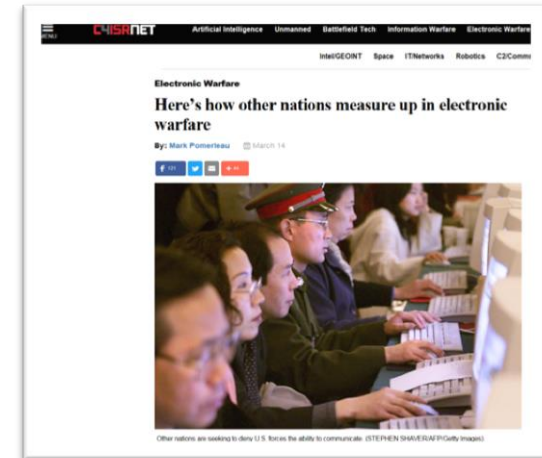 MENU
C4ISRNET
Artificial Intelligence Unmanned Battlefield Tech Information Warfare Electronic Warfare
Intel/GEOINT Space IT/Networks Robotics C2/Comms
Electronic Warfare
Here's how other nations measure up in electronic
warfare
By: Mark Pomerleau March 14
Other nations are seeking to deny U.S. forces the ability to communicate. (STEPHEN SHAVER/AFP/Getty Images)